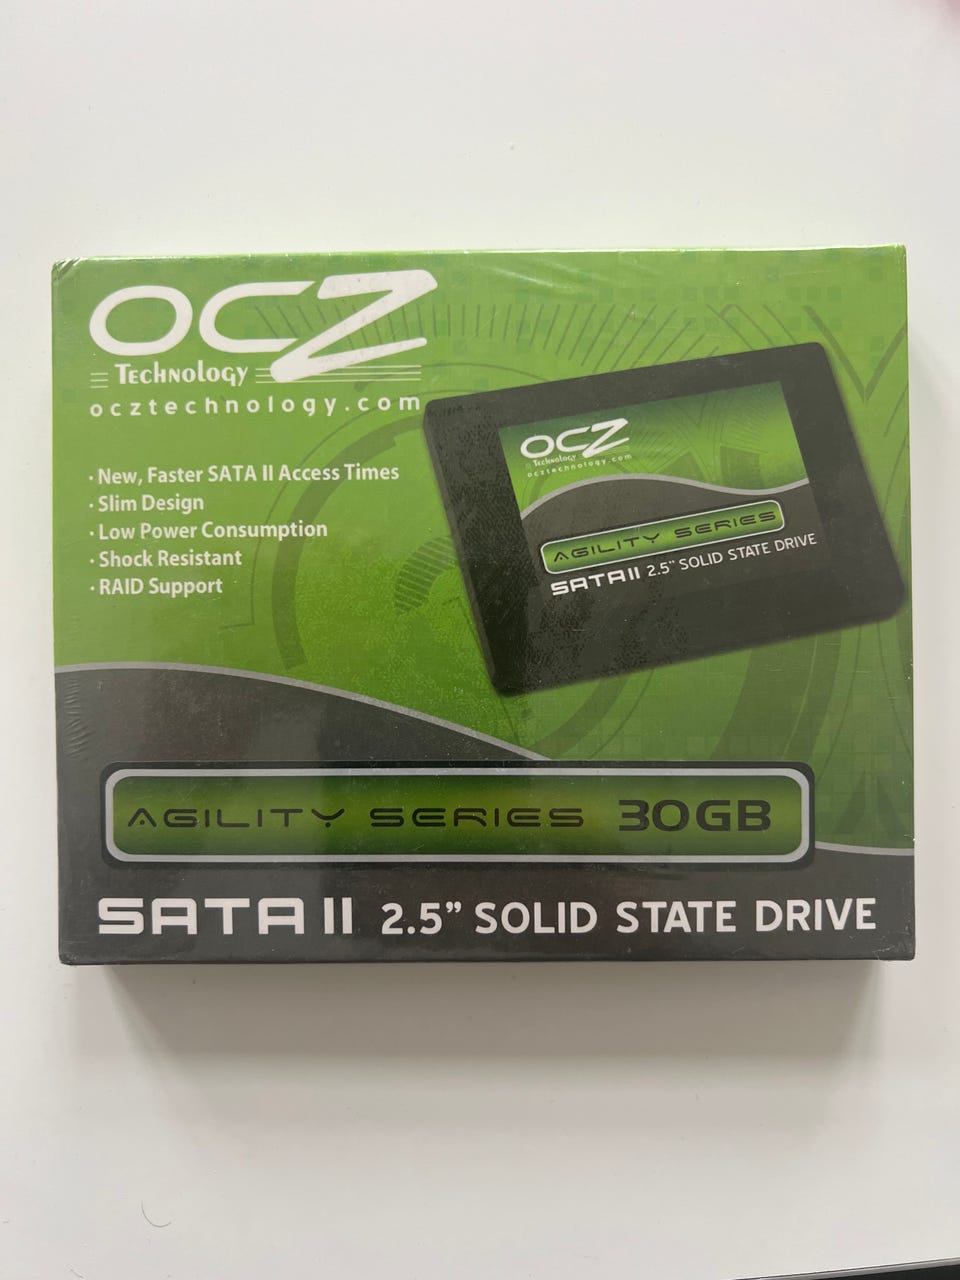 OCZ
Technology
ocztechnology.com
· New, Faster SATA II Access Times
· Slim Design
· Low Power Consumption
· Shock Resistant
· RAID Support
OCZ
Technology
ocztechnology.com
AGILITY SERIES
SATA II 2.5" SOLID STATE DRIVE
AGILITY SERIES 30GB
SATA II 2.5” SOLID STATE DRIVE